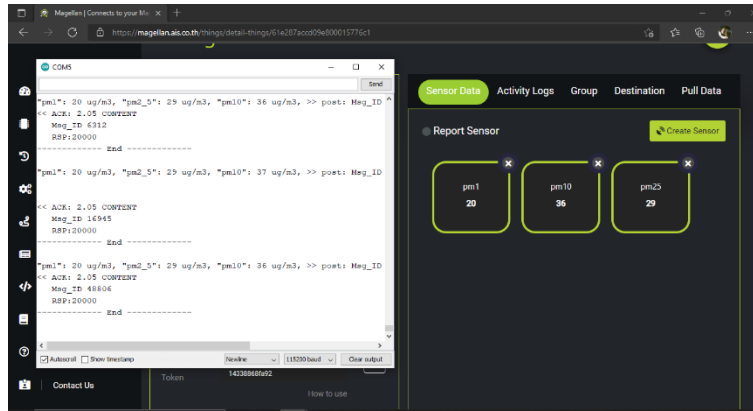 Magellan | Connects to your Ma
https://magellan.ais.co.th/things/detail-things/61e287accd09e800015776c1
COM5
Send
"pm1": 20 ug/m3, "pm2_5": 29 ug/m3, "pm10": 36 ug/m3, >> post: Msg_ID
<< ACK: 2.05 CONTENT
Msg_ID 6312
RSP:20000
------------ End ------------
"pm1": 20 ug/m3, "pm2_5": 29 ug/m3, "pm10": 37 ug/m3, >> post: Msg_ID
<< ACK: 2.05 CONTENT
Msg_ID 16945
RSP:20000
------------ End ------------
"pm1": 20 ug/m3, "pm2_5": 29 ug/m3, "pm10": 36 ug/m3, >> post: Msg_ID
<< ACK: 2.05 CONTENT
Msg_ID 48806
RSP:20000
------------ End ------------
Autoscroll Show timestamp Newline 115200 baud Clear output
Sensor Data Activity Logs Group Destination Pull Data
Report Sensor Create Sensor
pm1 pm10 pm25
20 36 29
Contact Us
Token 14338868fa92
How to use